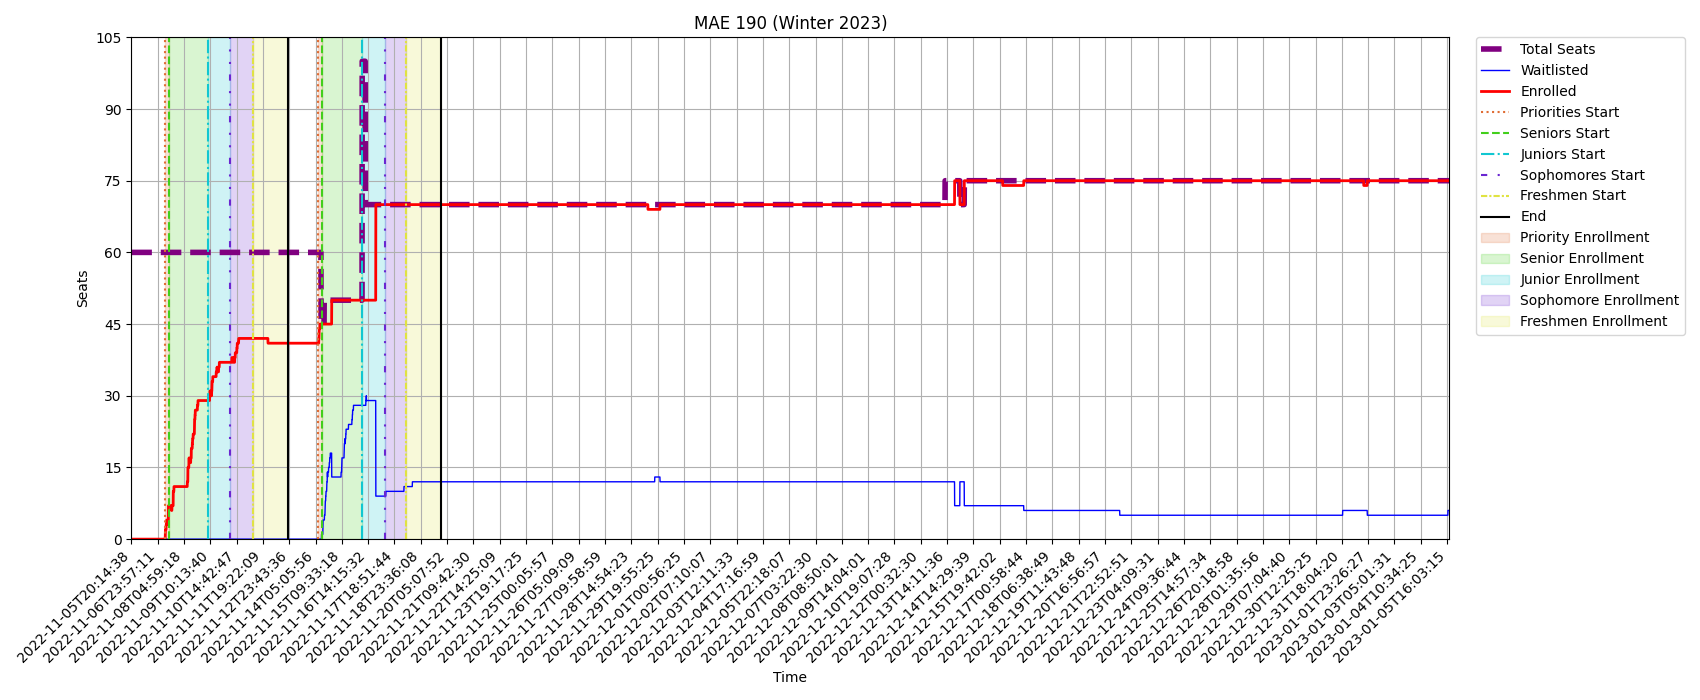 MAE 190 (Winter 2023)
105
90
75
60
45
30
15
0
Seats
2022-11-05T20:14:38
2022-11-06T23:57:11
2022-11-08T04:59:18
2022-11-09T10:13:40
2022-11-10T14:42:47
2022-11-11T19:22:09
2022-11-12T23:43:36
2022-11-14T05:05:56
2022-11-15T09:33:18
2022-11-16T14:15:32
2022-11-17T18:51:44
2022-11-18T23:36:08
2022-11-20T05:07:52
2022-11-21T09:42:30
2022-11-22T14:25:09
2022-11-23T19:17:25
2022-11-25T00:05:57
2022-11-26T05:09:09
2022-11-27T09:58:59
2022-11-28T14:54:23
2022-11-29T19:55:25
2022-12-01T00:56:25
2022-12-02T07:10:07
2022-12-03T12:11:33
2022-12-04T17:16:59
2022-12-05T22:18:07
2022-12-07T03:22:30
2022-12-08T08:50:01
2022-12-09T14:04:01
2022-12-10T19:07:28
2022-12-12T00:32:30
2022-12-13T14:11:36
2022-12-14T14:29:39
2022-12-15T19:42:02
2022-12-17T00:58:44
2022-12-18T06:38:49
2022-12-19T11:43:48
2022-12-20T16:56:57
2022-12-21T22:52:51
2022-12-23T04:09:31
2022-12-24T09:36:44
2022-12-25T14:57:34
2022-12-26T20:18:58
2022-12-28T01:35:56
2022-12-29T07:04:40
2022-12-30T12:25:25
2022-12-31T18:04:20
2023-01-01T23:26:27
2023-01-03T05:01:31
2023-01-04T10:34:25
2023-01-05T16:03:15
Time
Total Seats
Waitlisted
Enrolled
Priorities Start
Seniors Start
Juniors Start
Sophomores Start
Freshmen Start
End
Priority Enrollment
Senior Enrollment
Junior Enrollment
Sophomore Enrollment
Freshmen Enrollment